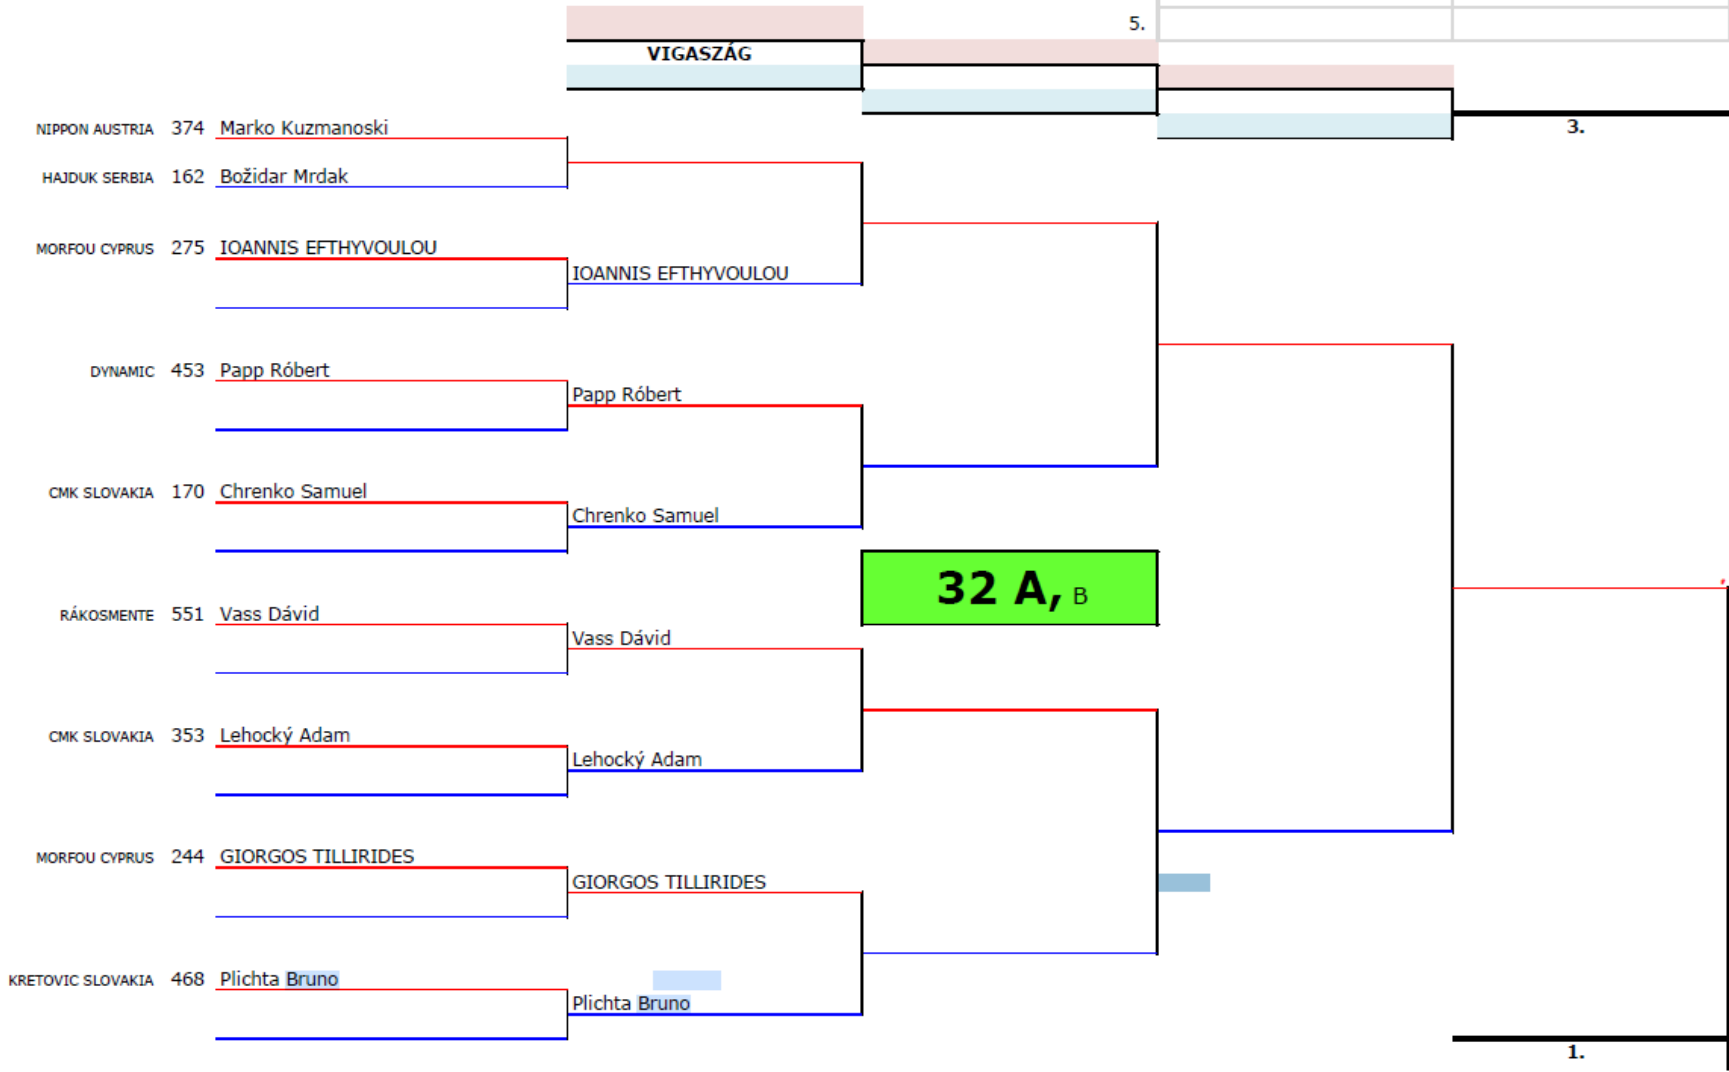 5.
VIGASZÁG
3.
NIPPON AUSTRIA 374 Marko Kuzmanoski
HAJDUK SERBIA 162 Božidar Mrdak
MORFOU CYPRUS 275 IOANNIS EFTHYVOULOU
IOANNIS EFTHYVOULOU
DYNAMIC 453 Papp Róbert
Papp Róbert
CMK SLOVAKIA 170 Chrenko Samuel
Chrenko Samuel
32 A, B
RÁKOSMENTE 551 Vass Dávid
Vass Dávid
CMK SLOVAKIA 353 Lehocký Adam
Lehocký Adam
MORFOU CYPRUS 244 GIORGOS TILLIRIDES
GIORGOS TILLIRIDES
KRETOVIC SLOVAKIA 468 Plichta Bruno
Plichta Bruno
1.